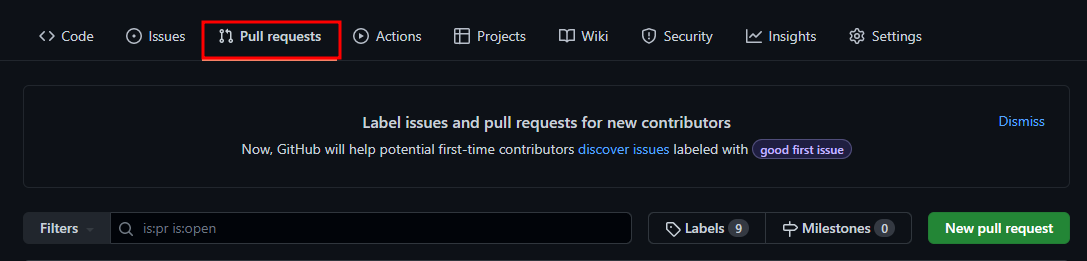 Code Issues Pull requests Actions Projects Wiki Security Insights Settings
Label issues and pull requests for new contributors Dismiss
Now, GitHub will help potential first-time contributors discover issues labeled with good first issue
Filters is:pr is:open Labels 9 Milestones 0 New pull request